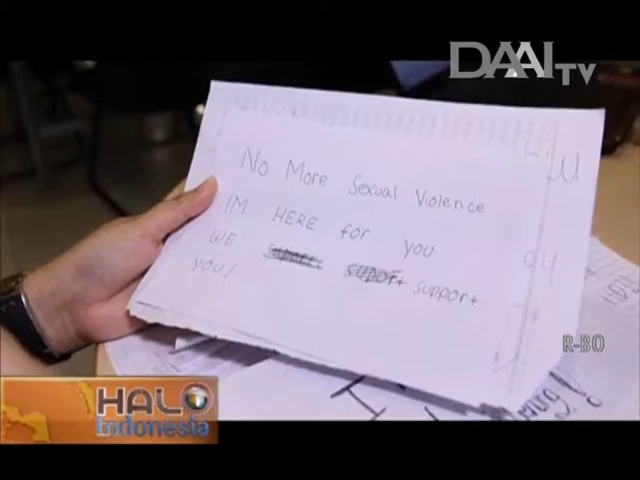 DAAI TV
No More Sexual Violence
IM HERE for you
WE support
you!
R-BO
HALO
Indonesia